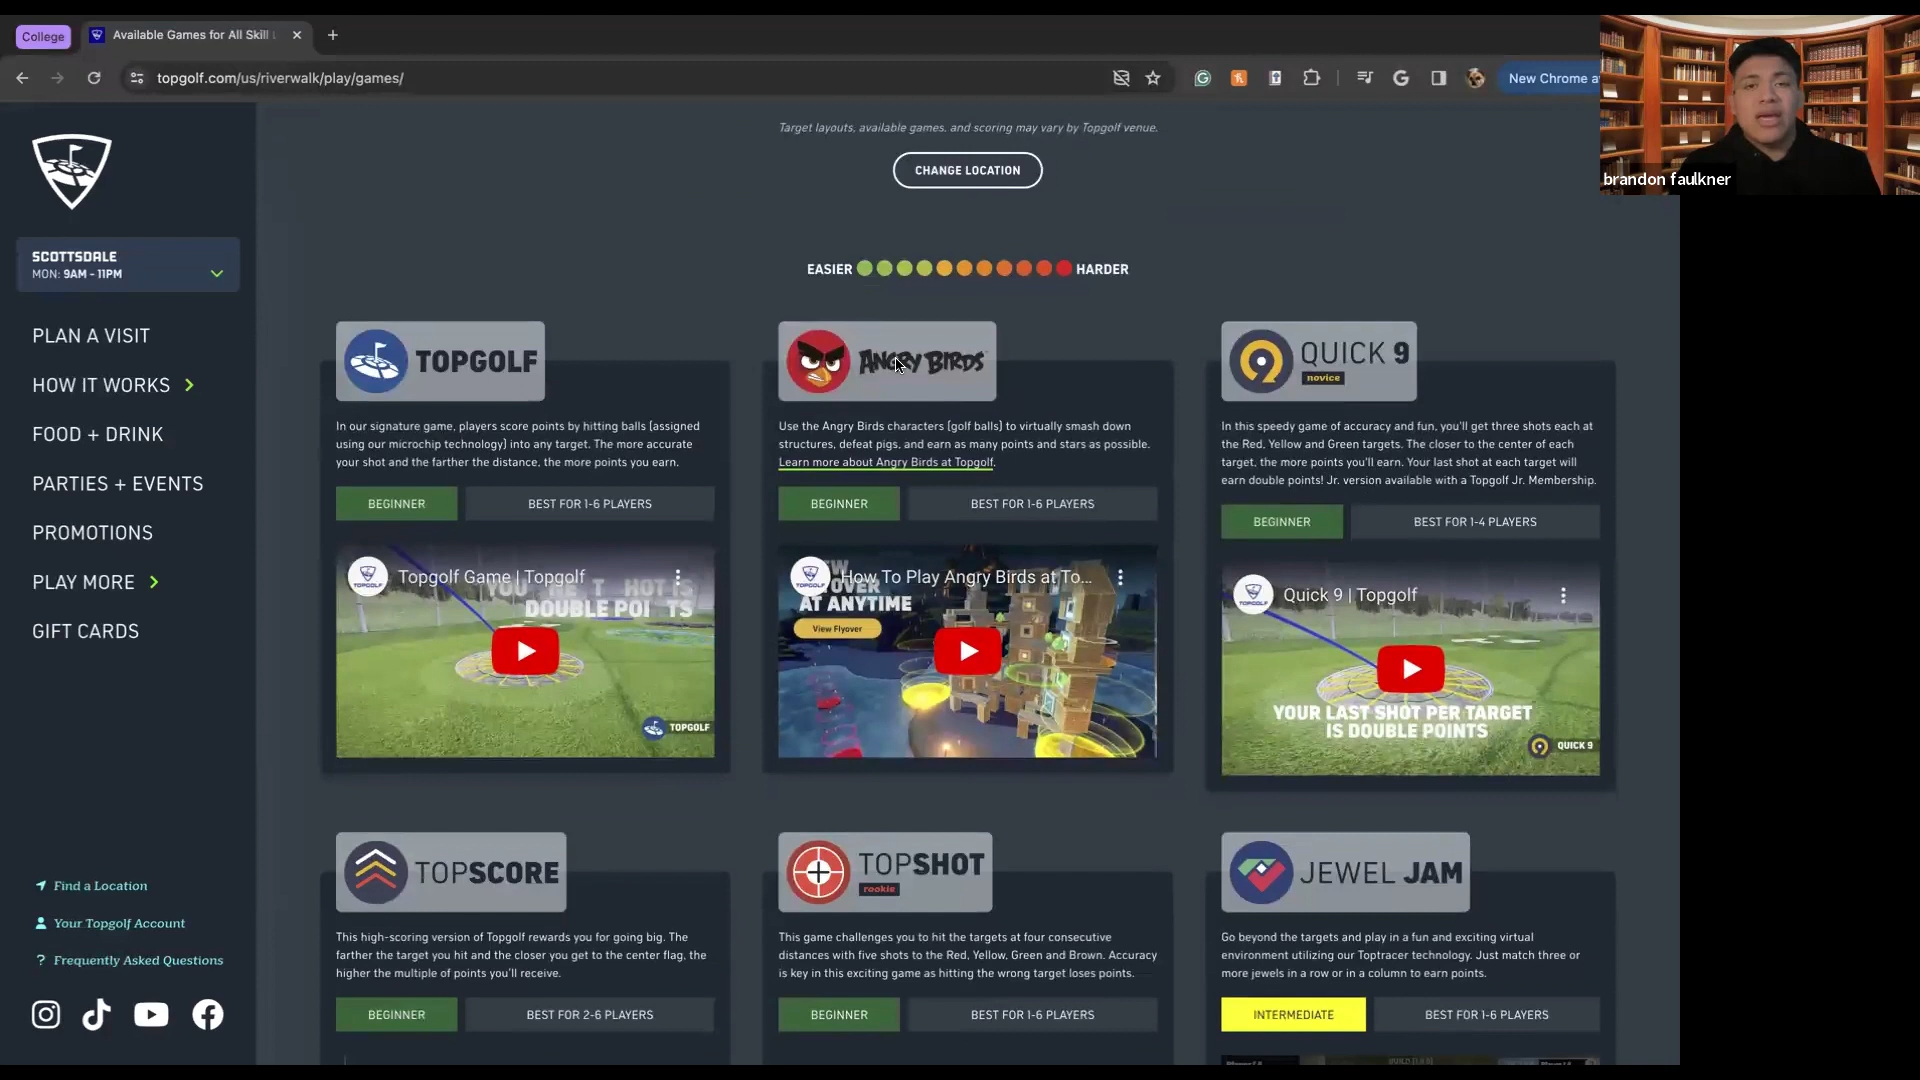 College
Available Games for All Skill
topgolf.com/us/riverwalk/play/games/
New Chrome av
brandon faulkner
SCOTTSDALE
MON: 9AM - 11PM
PLAN A VISIT
HOW IT WORKS
FOOD + DRINK
PARTIES + EVENTS
PROMOTIONS
PLAY MORE
GIFT CARDS
Find a Location
Your Topgolf Account
Frequently Asked Questions
Target layouts, available games, and scoring may vary by Topgolf venue.
CHANGE LOCATION
EASIER HARDER
TOPGOLF
In our signature game, players score points by hitting balls (assigned
using our microchip technology) into any target. The more accurate
your shot and the farther the distance, the more points you earn.
BEGINNER BEST FOR 1-6 PLAYERS
Topgolf Game | Topgolf
DOUBLE POI TS
TOPGOLF
ANGRY BIRDS
Use the Angry Birds characters (golf balls) to virtually smash down
structures, defeat pigs, and earn as many points and stars as possible.
Learn more about Angry Birds at Topgolf.
BEGINNER BEST FOR 1-6 PLAYERS
How To Play Angry Birds at To...
AT ANYTIME
View Flyover
QUICK 9
novice
In this speedy game of accuracy and fun, you'll get three shots each at
the Red, Yellow and Green targets. The closer to the center of each
target, the more points you'll earn. Your last shot at each target will
earn double points! Jr. version available with a Topgolf Jr. Membership.
BEGINNER BEST FOR 1-4 PLAYERS
Quick 9 | Topgolf
YOUR LAST SHOT PER TARGET
IS DOUBLE POINTS
QUICK 9
TOPSCORE
This high-scoring version of Topgolf rewards you for going big. The
farther the target you hit and the closer you get to the center flag, the
higher the multiple of points you'll receive.
BEGINNER BEST FOR 2-6 PLAYERS
TOPSHOT
rookie
This game challenges you to hit the targets at four consecutive
distances with five shots to the Red, Yellow, Green and Brown. Accuracy
is key in this exciting game as hitting the wrong target loses points.
BEGINNER BEST FOR 1-6 PLAYERS
JEWEL JAM
Go beyond the targets and play in a fun and exciting virtual
environment utilizing our Toptracer technology. Just match three or
more jewels in a row or in a column to earn points.
INTERMEDIATE BEST FOR 1-6 PLAYERS